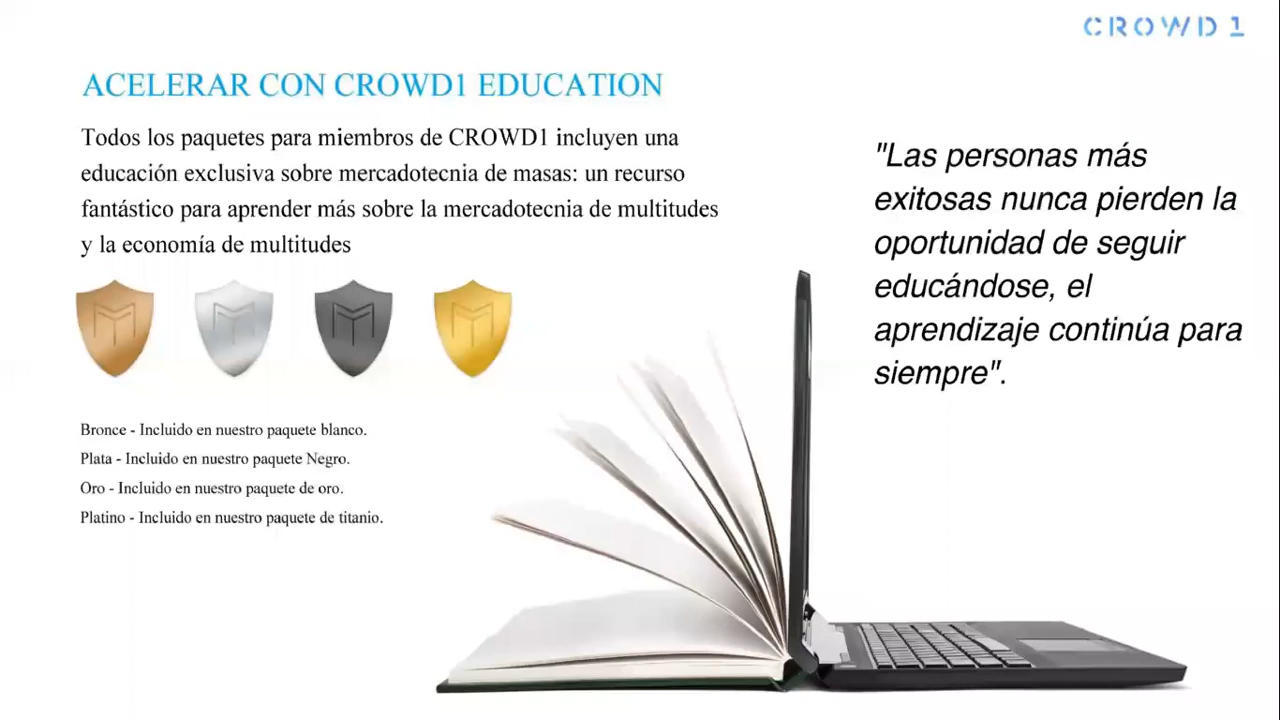 CROWD1
ACELERAR CON CROWD1 EDUCATION
Todos los paquetes para miembros de CROWD1 incluyen una
educación exclusiva sobre mercadotecnia de masas: un recurso
fantástico para aprender más sobre la mercadotecnia de multitudes
y la economía de multitudes
Bronce - Incluido en nuestro paquete blanco.
Plata - Incluido en nuestro paquete Negro.
Oro - Incluido en nuestro paquete de oro.
Platino - Incluido en nuestro paquete de titanio.
"Las personas más
exitosas nunca pierden la
oportunidad de seguir
educándose, el
aprendizaje continúa para
siempre".